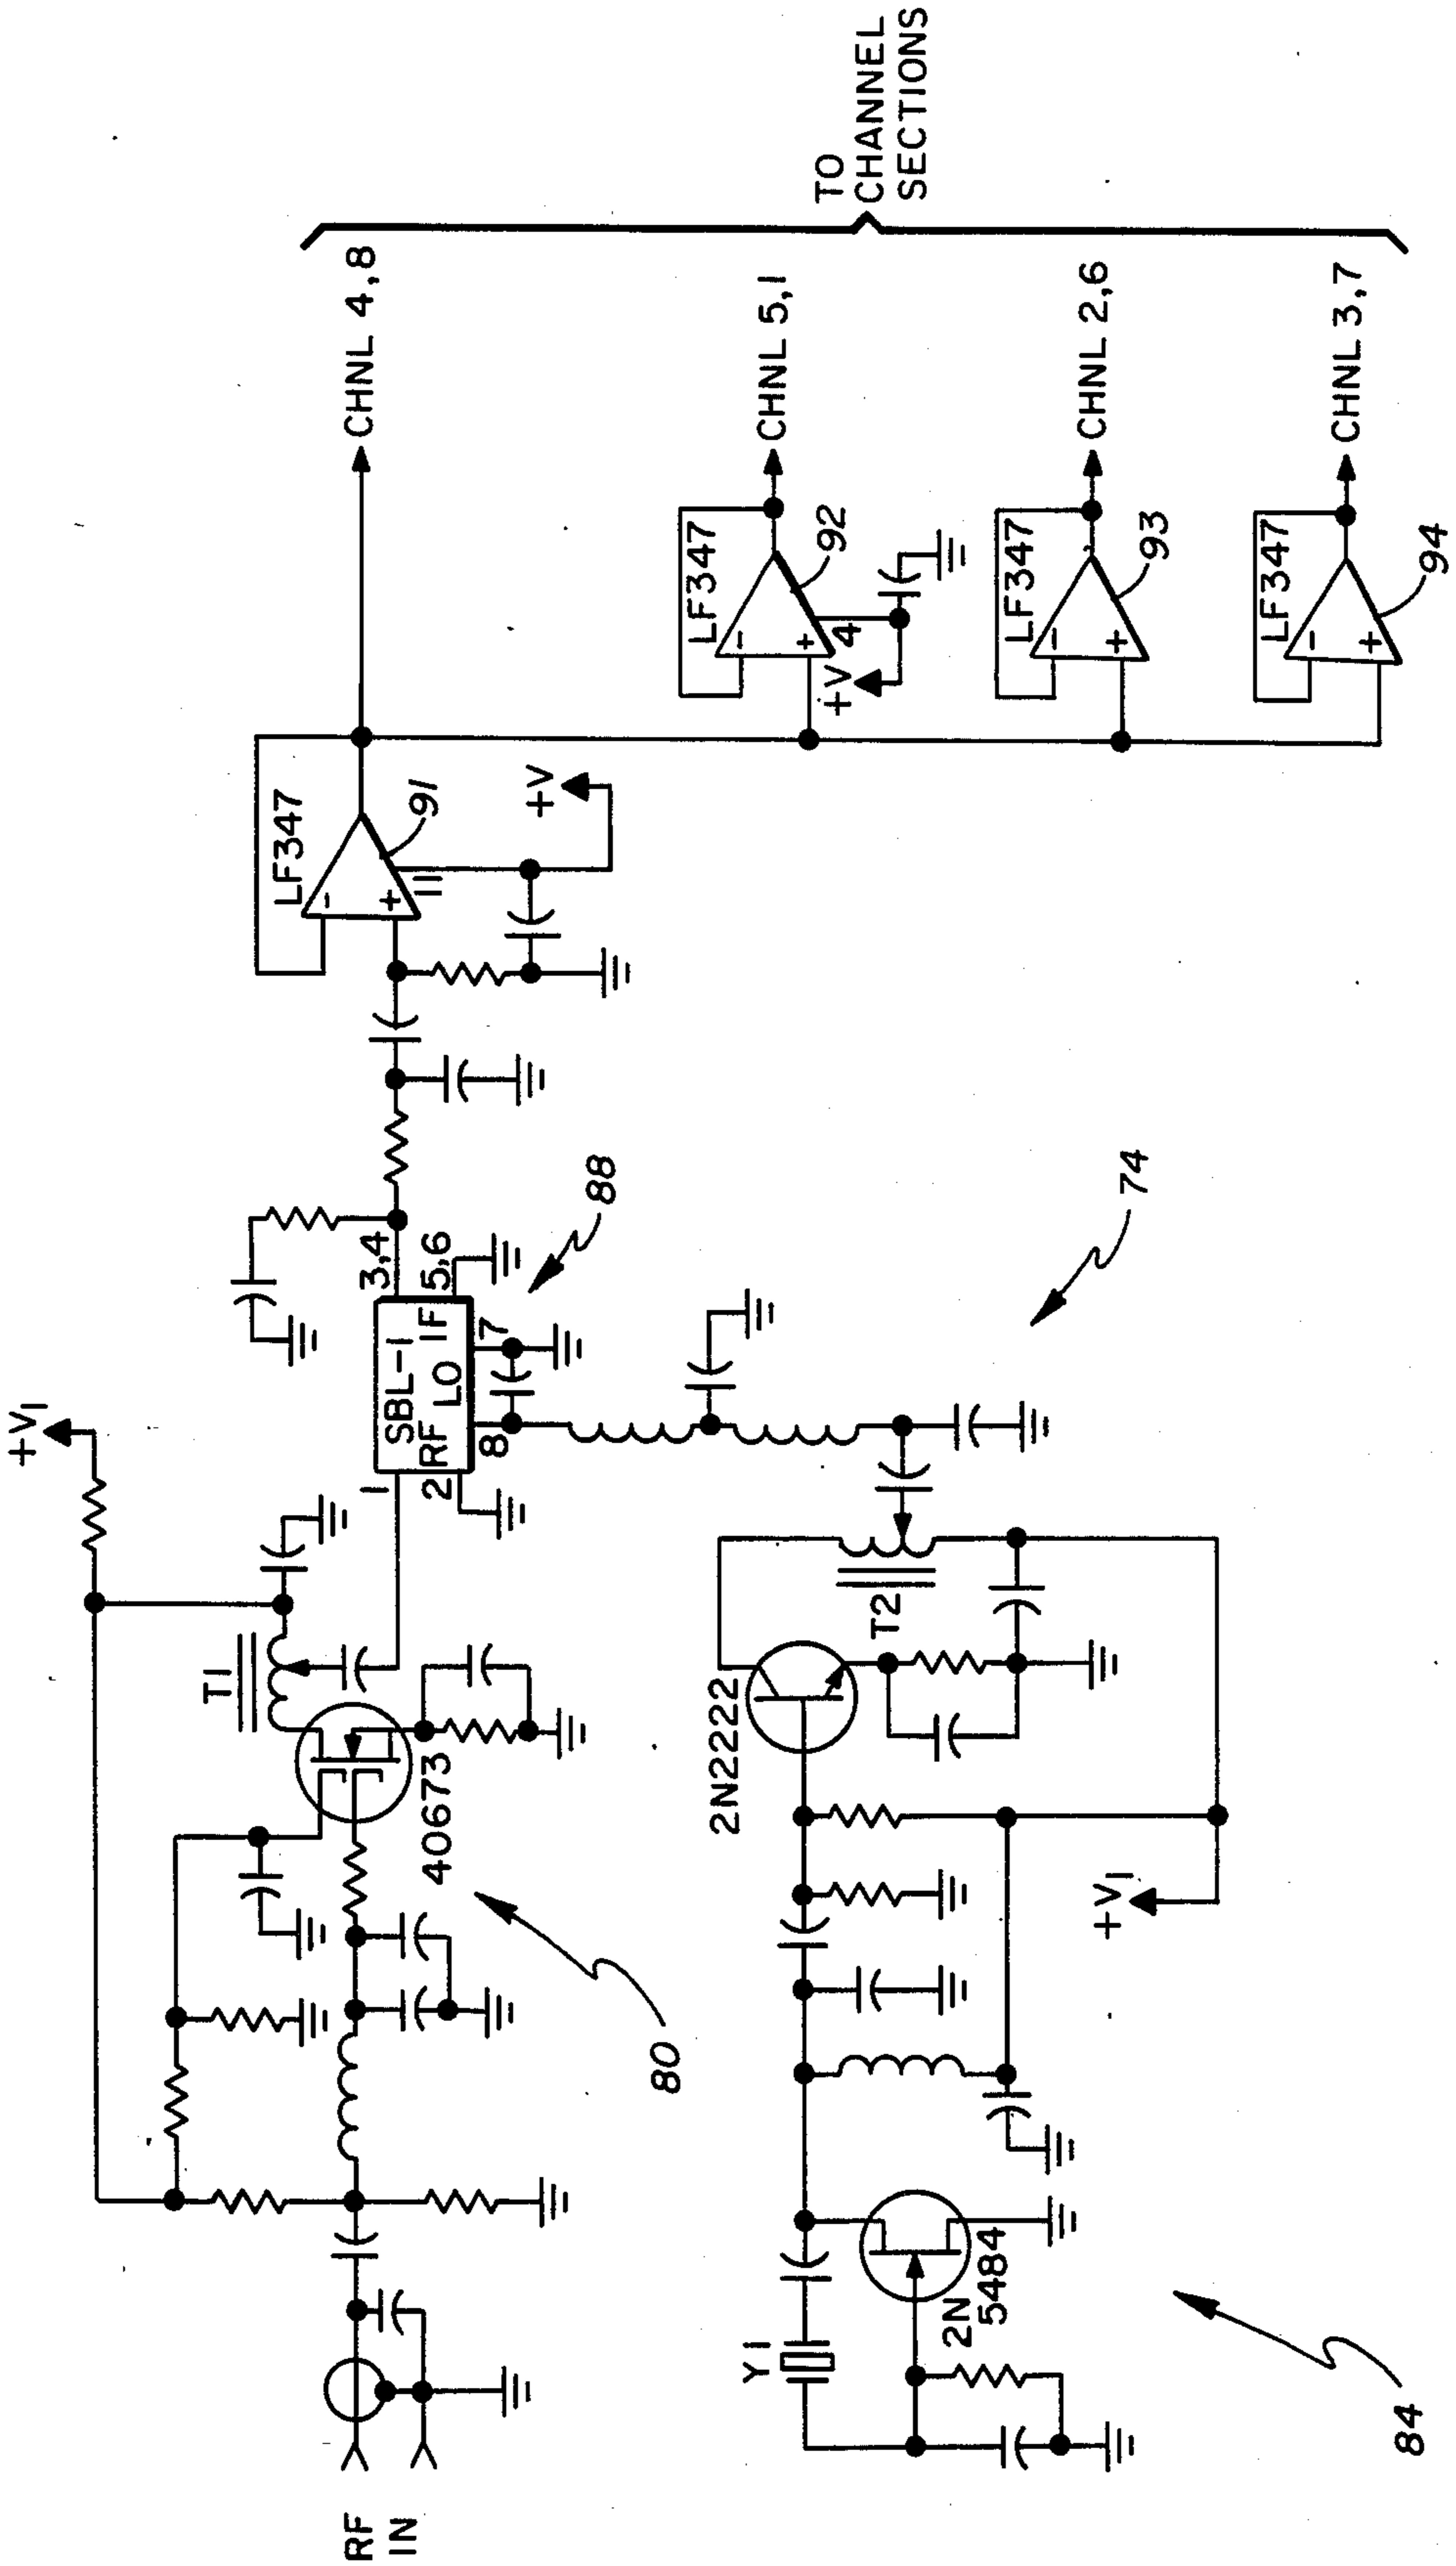 RF
IN
+V1
T1
40673
80
1
2
SBL-1
RF IF
LO
8
7
3,4
5,6
88
LF347
-
+
11
91
+V
CHNL 4,8
LF347
-
+
4
92
+V
CHNL 5,1
LF347
-
+
93
CHNL 2,6
LF347
-
+
94
CHNL 3,7
TO
CHANNEL
SECTIONS
74
Y1
2N
5484
84
2N2222
T2
+V1